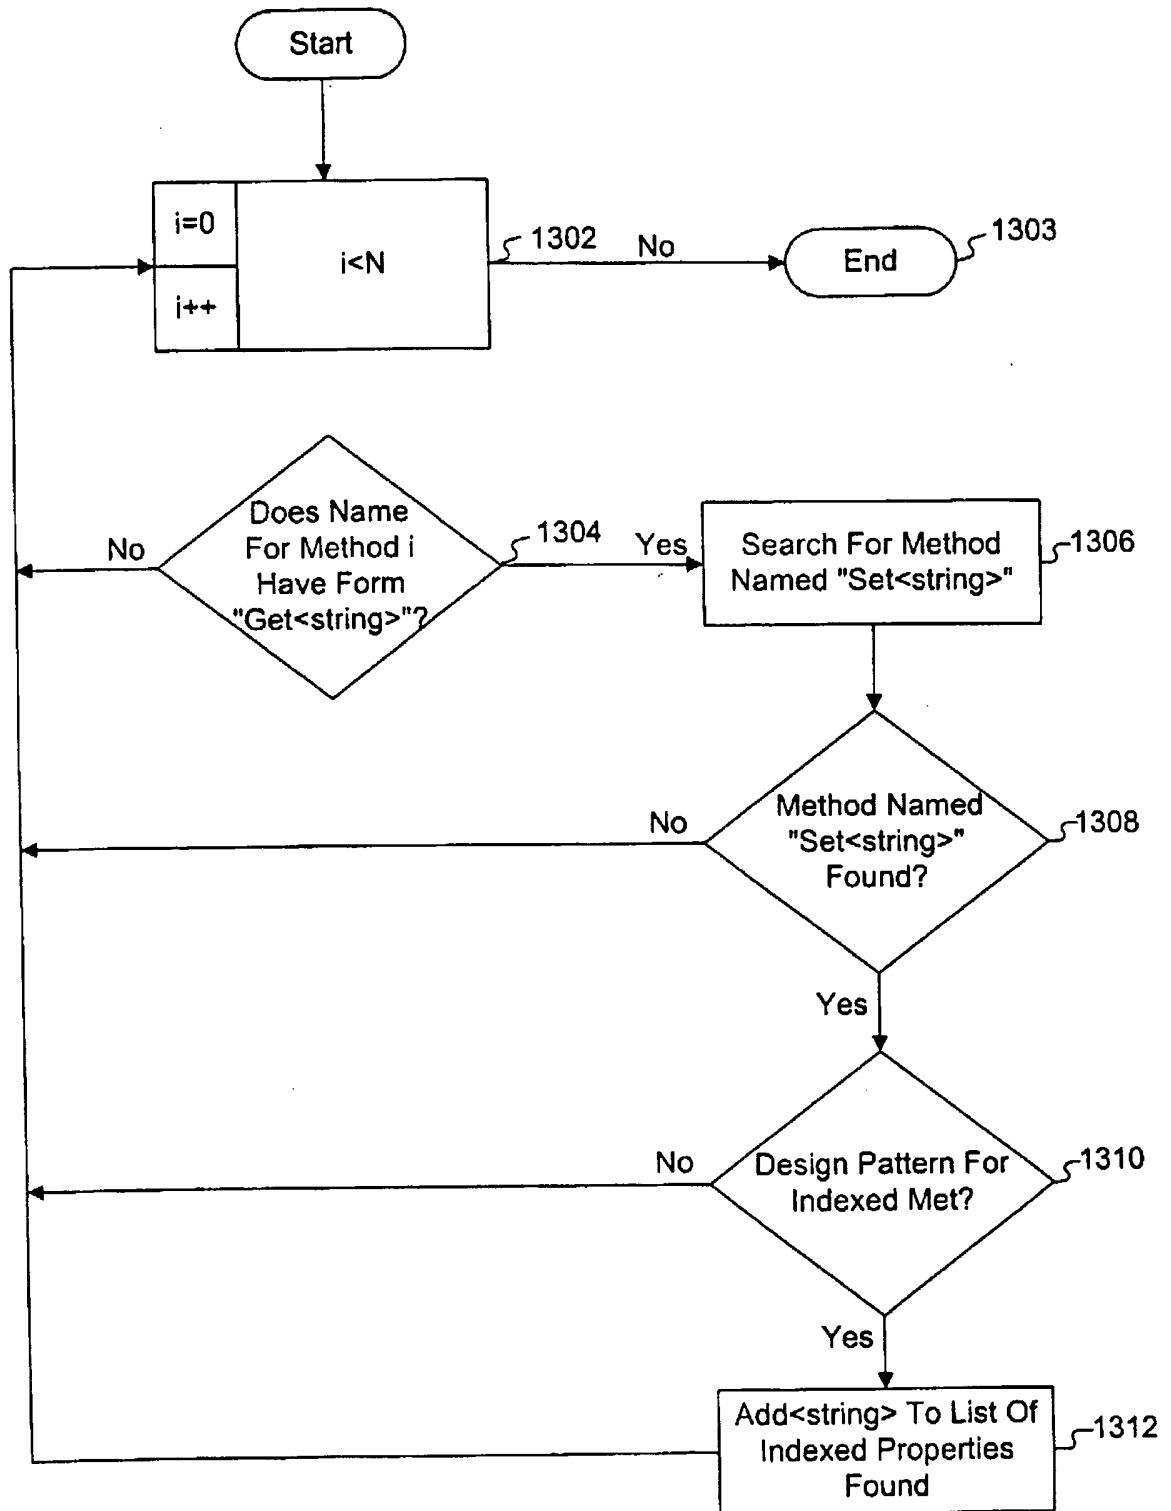 Start
i=0
i++
i<N
1302
No
End
1303
Does Name
For Method i
Have Form
"Get<string>"?
No
1304
Yes
Search For Method
Named "Set<string>"
1306
Method Named
"Set<string>"
Found?
No
1308
Yes
Design Pattern For
Indexed Met?
No
1310
Yes
Add<string> To List Of
Indexed Properties
Found
1312